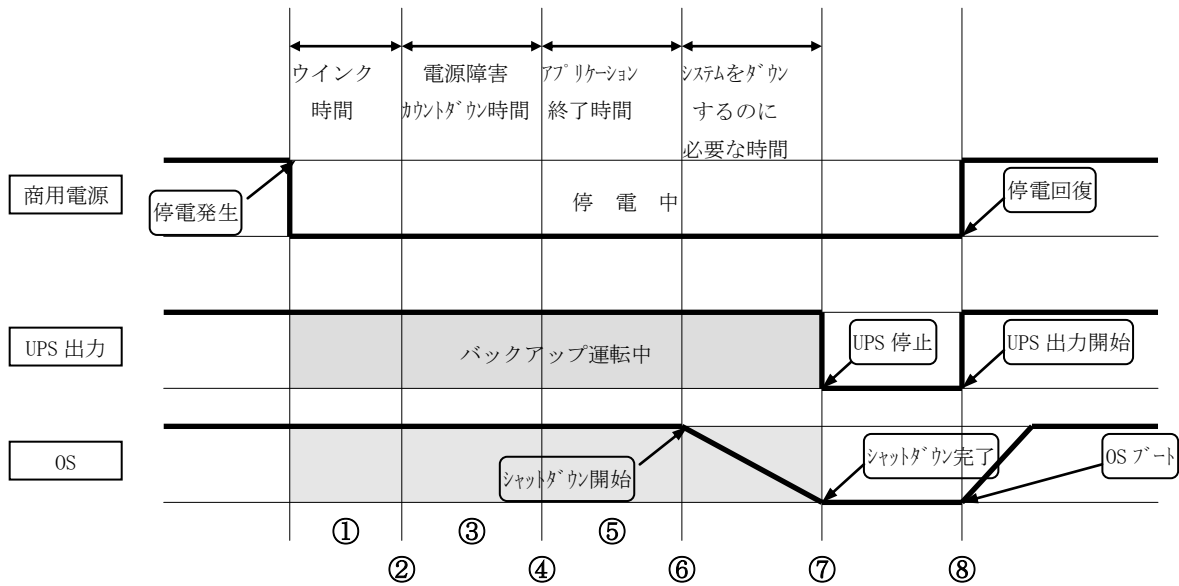 ウインク
時間
電源障害
ｶｳﾝﾄﾀﾞｳﾝ時間
ｱﾌﾟﾘｹｰｼｮﾝ
終了時間
ｼｽﾃﾑをﾀﾞｳﾝ
するのに
必要な時間
商用電源
停電発生
停 電 中
停電回復
UPS 出力
バックアップ運転中
UPS 停止
UPS 出力開始
OS
ｼｬｯﾄﾀﾞｳﾝ開始
ｼｬｯﾄﾀﾞｳﾝ完了
OS ﾌﾞｰﾄ
① ③ ⑤
② ④ ⑥ ⑦ ⑧